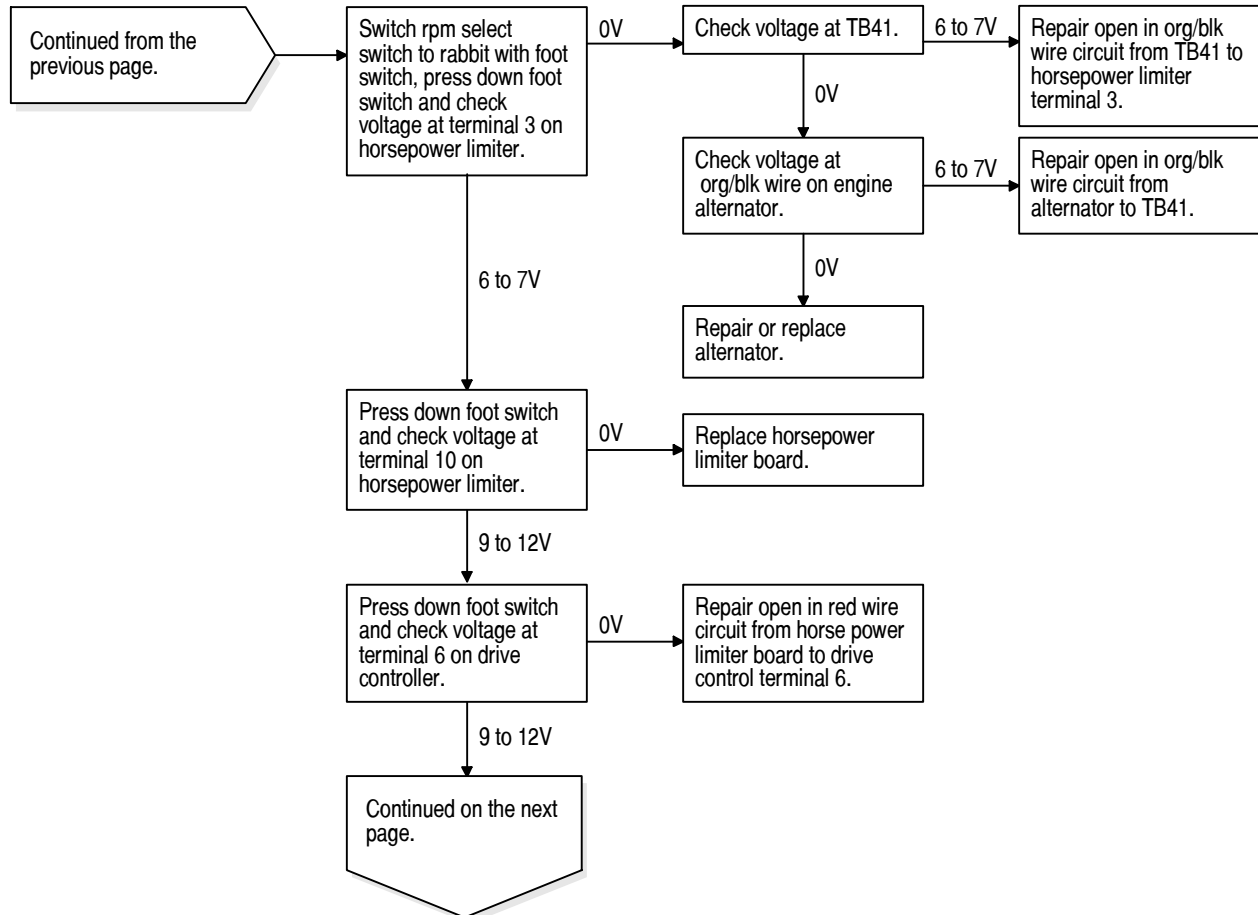 Continued from the
previous page.
Switch rpm select
switch to rabbit with foot
switch, press down foot
switch and check
voltage at terminal 3 on
horsepower limiter.
0V
Check voltage at TB41.
6 to 7V
Repair open in org/blk
wire circuit from TB41 to
horsepower limiter
terminal 3.
0V
Check voltage at
org/blk wire on engine
alternator.
6 to 7V
Repair open in org/blk
wire circuit from
alternator to TB41.
0V
Repair or replace
alternator.
6 to 7V
Press down foot switch
and check voltage at
terminal 10 on
horsepower limiter.
0V
Replace horsepower
limiter board.
9 to 12V
Press down foot switch
and check voltage at
terminal 6 on drive
controller.
0V
Repair open in red wire
circuit from horse power
limiter board to drive
control terminal 6.
9 to 12V
Continued on the next
page.